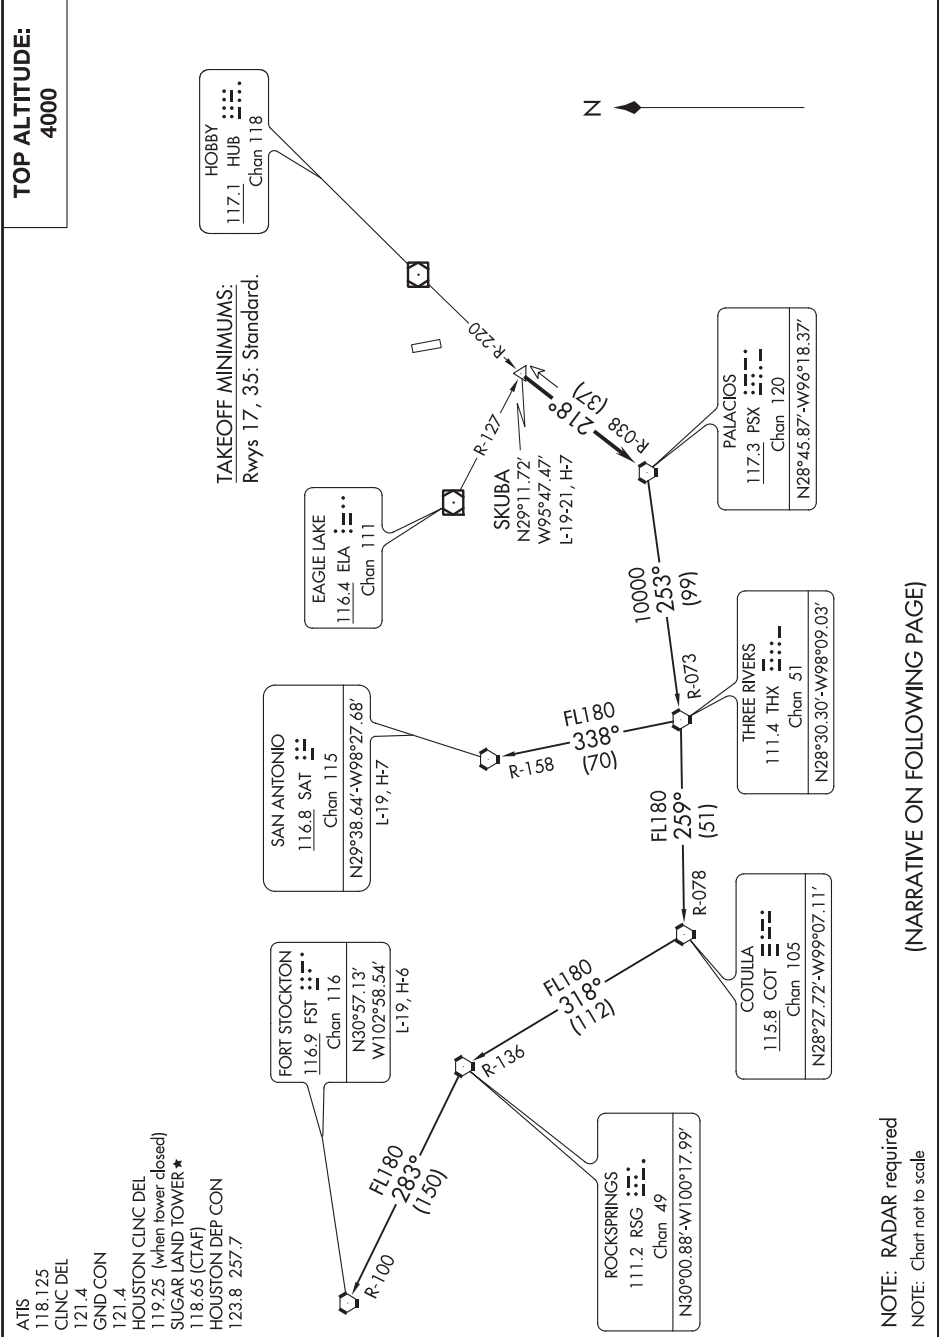 TOP ALTITUDE:
4000
ATIS
118.125
CLNC DEL
121.4
GND CON
121.4
HOUSTON CLNC DEL
119.25 (when tower closed)
SUGAR LAND TOWER★
118.65 (CTAF)
HOUSTON DEP CON
123.8 257.7
TAKEOFF MINIMUMS:
Rwys 17, 35: Standard.
HOBBY
117.1 HUB
Chan 118
N
R-220
EAGLE LAKE
116.4 ELA
Chan 111
R-127
SKUBA
N29°11.72'
W95°47.47'
L-19-21, H-7
218°
(37)
R-038
PALACIOS
117.3 PSX
Chan 120
N28°45.87'-W96°18.37'
10000
253°
(99)
R-073
THREE RIVERS
111.4 THX
Chan 51
N28°30.30'-W98°09.03'
FL180
338°
(70)
R-158
SAN ANTONIO
116.8 SAT
Chan 115
N29°38.64'-W98°27.68'
L-19, H-7
FL180
259°
(51)
R-078
COTULLA
115.8 COT
Chan 105
N28°27.72'-W99°07.11'
FL180
318°
(112)
R-136
ROCKSPRINGS
111.2 RSG
Chan 49
N30°00.88'-W100°17.99'
FL180
283°
(150)
R-100
FORT STOCKTON
116.9 FST
Chan 116
N30°57.13'
W102°58.54'
L-19, H-6
NOTE: RADAR required
NOTE: Chart not to scale
(NARRATIVE ON FOLLOWING PAGE)